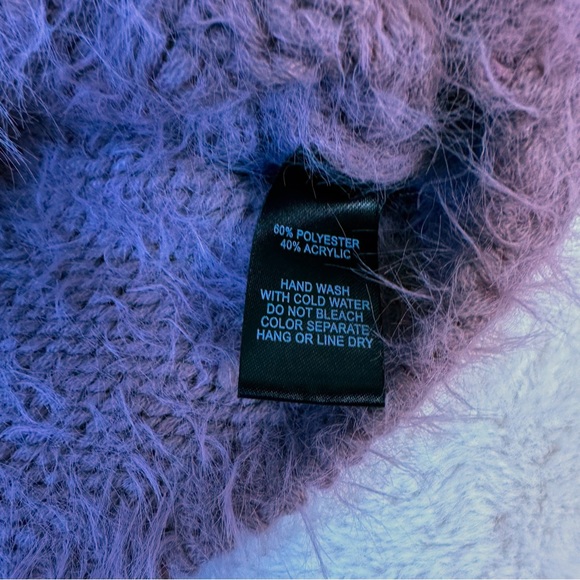 60% POLYESTER
40% ACRYLIC
HAND WASH
WITH COLD WATER
DO NOT BLEACH
COLOR SEPARATE
HANG OR LINE DRY